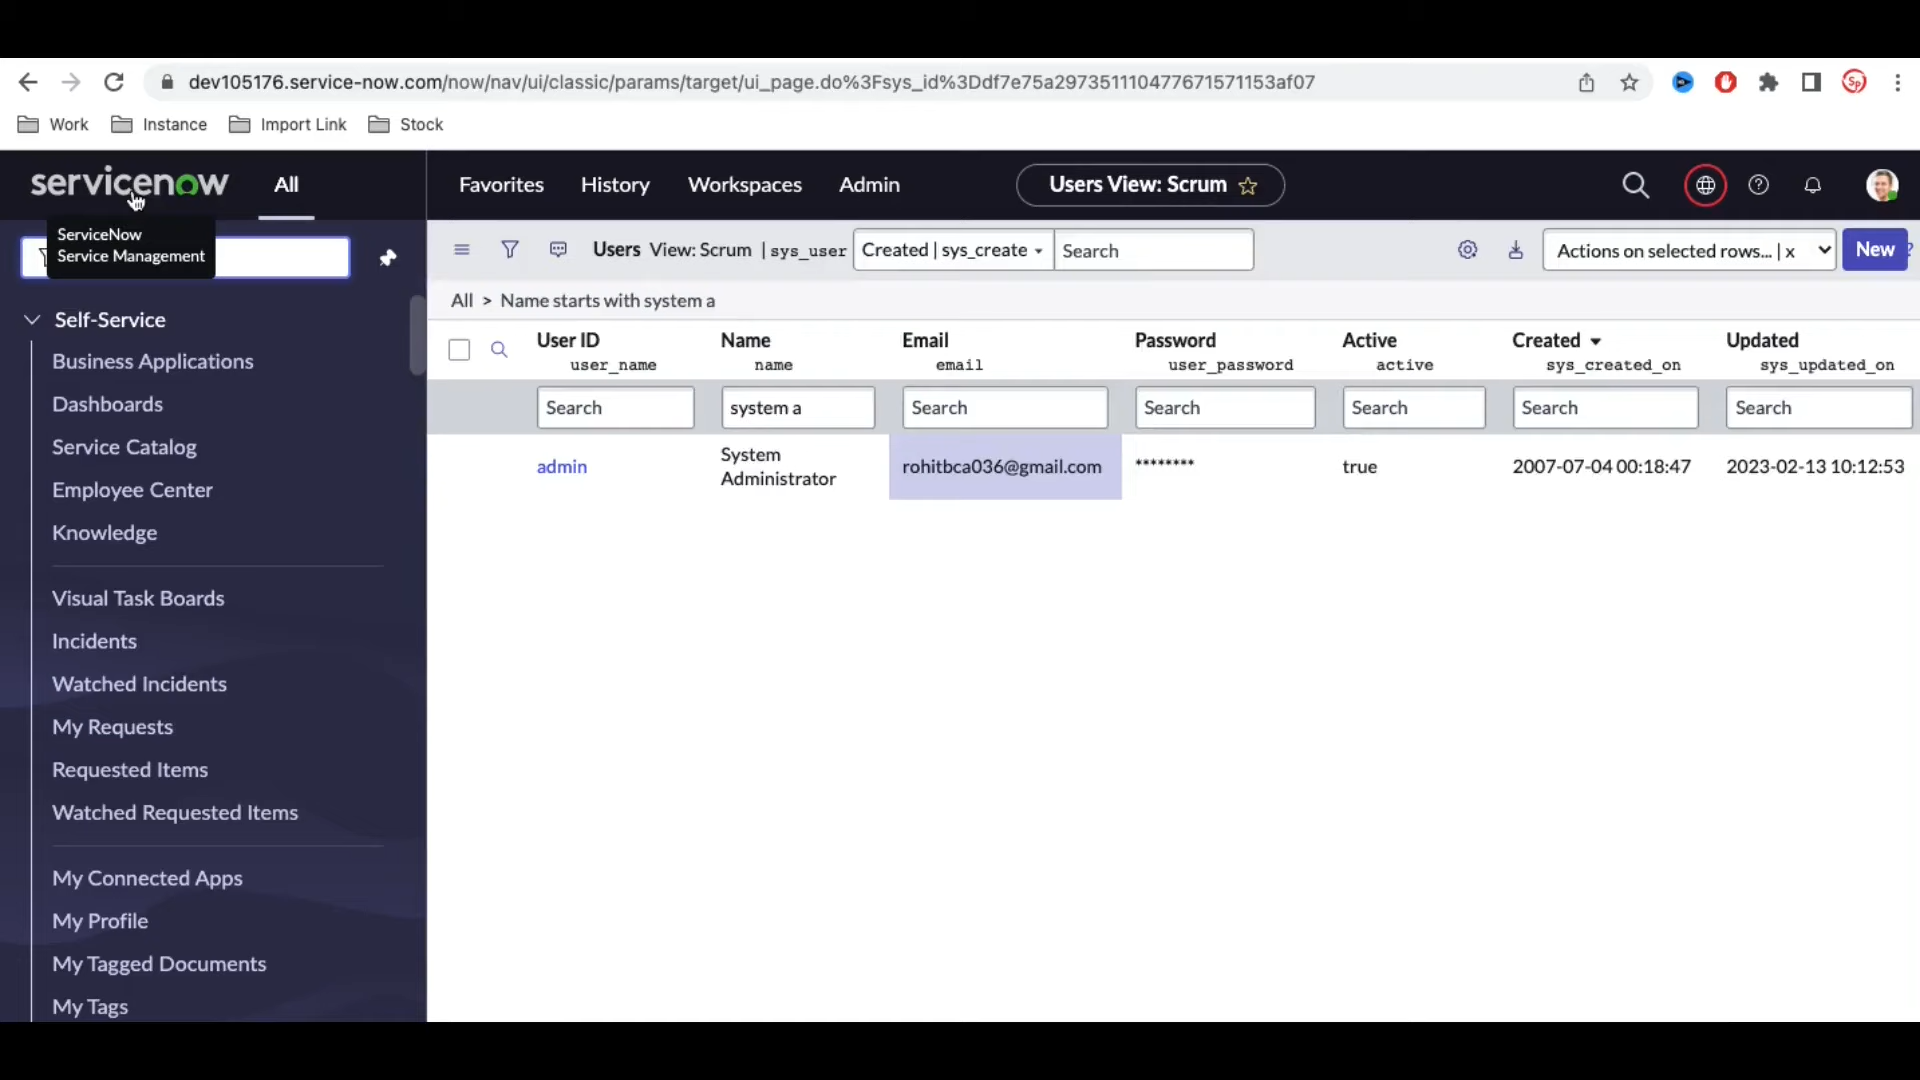 dev105176.service-now.com/now/nav/ui/classic/params/target/ui_page.do%3Fsys_id%3Ddf7e75a297351110477671571153af07
Sp
Work Instance Import Link Stock
servicenow All Favorites History Workspaces Admin Users View: Scrum
ServiceNow
Service Management
Users View: Scrum | sys_user Created | sys_create Search Actions on selected rows... | x New ?
All > Name starts with system a
User ID Name Email Password Active Created Updated
user_name name email user_password active sys_created_on sys_updated_on
Search system a Search Search Search Search Search
admin System Administrator rohitbca036@gmail.com ******** true 2007-07-04 00:18:47 2023-02-13 10:12:53
Self-Service
Business Applications
Dashboards
Service Catalog
Employee Center
Knowledge
Visual Task Boards
Incidents
Watched Incidents
My Requests
Requested Items
Watched Requested Items
My Connected Apps
My Profile
My Tagged Documents
My Tags